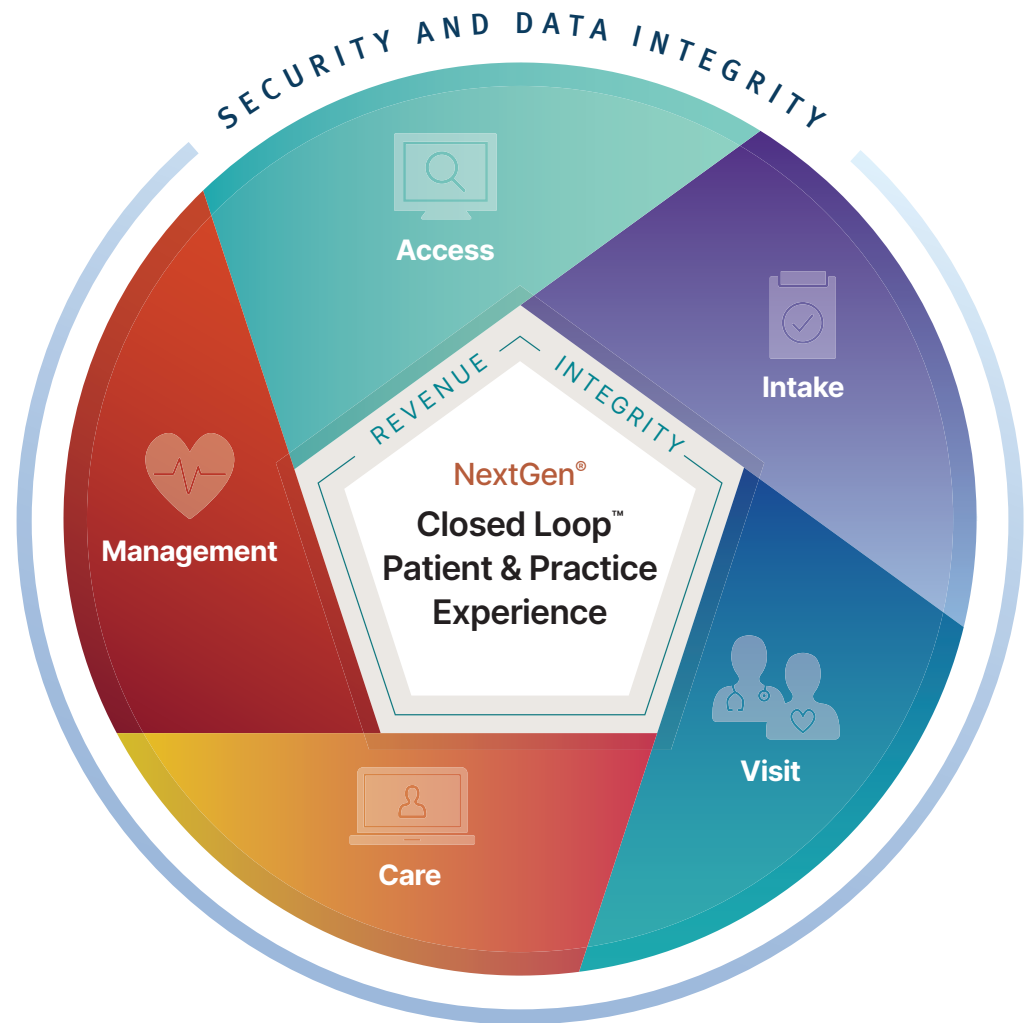 SECURITY AND DATA INTEGRITY
Access
Intake
REVENUE INTEGRITY
NextGen®
Closed Loop™
Patient & Practice
Experience
Management
Visit
Care